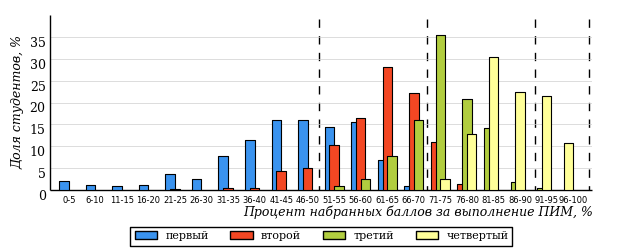 Доля студентов, %
35
30
25
20
15
10
5
0
0-5 6-10 11-15 16-20 21-25 26-30 31-35 36-40 41-45 46-50 51-55 56-60 61-65 66-70 71-75 76-80 81-85 86-90 91-95 96-100
Процент набранных баллов за выполнение ПИМ, %
первый второй третий четвертый